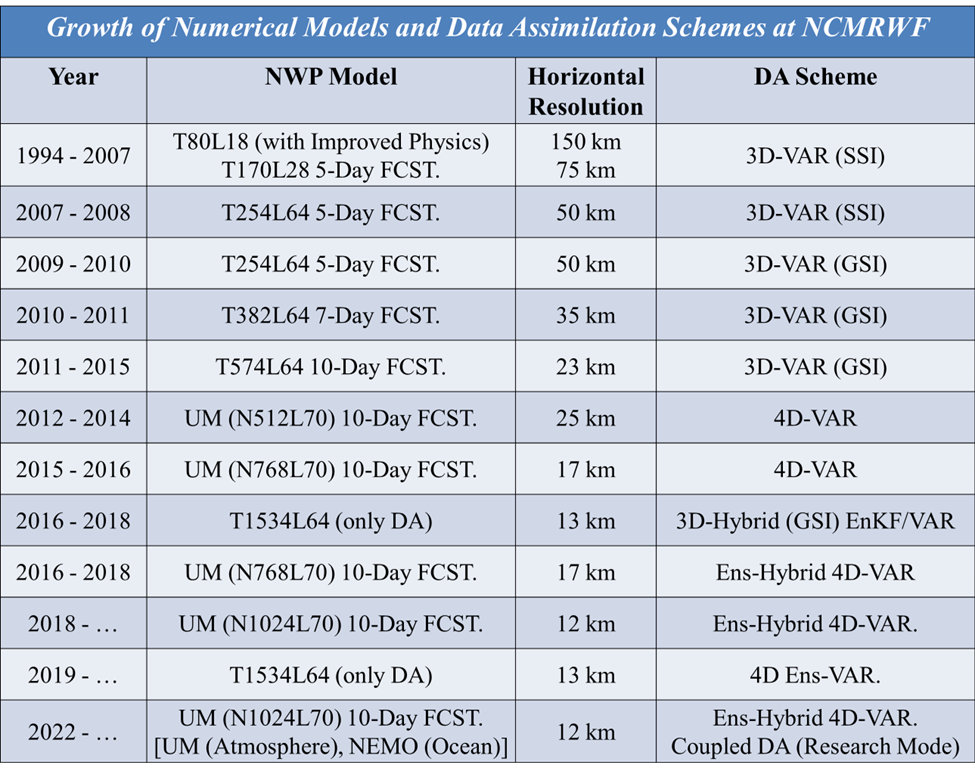 Growth of Numerical Models and Data Assimilation Schemes at NCMRWF
Year NWP Model Horizontal Resolution DA Scheme
1994 - 2007 T80L18 (with Improved Physics) 150 km 3D-VAR (SSI)
T170L28 5-Day FCST. 75 km
2007 - 2008 T254L64 5-Day FCST. 50 km 3D-VAR (SSI)
2009 - 2010 T254L64 5-Day FCST. 50 km 3D-VAR (GSI)
2010 - 2011 T382L64 7-Day FCST. 35 km 3D-VAR (GSI)
2011 - 2015 T574L64 10-Day FCST. 23 km 3D-VAR (GSI)
2012 - 2014 UM (N512L70) 10-Day FCST. 25 km 4D-VAR
2015 - 2016 UM (N768L70) 10-Day FCST. 17 km 4D-VAR
2016 - 2018 T1534L64 (only DA) 13 km 3D-Hybrid (GSI) EnKF/VAR
2016 - 2018 UM (N768L70) 10-Day FCST. 17 km Ens-Hybrid 4D-VAR
2018 - … UM (N1024L70) 10-Day FCST. 12 km Ens-Hybrid 4D-VAR.
2019 - … T1534L64 (only DA) 13 km 4D Ens-VAR.
2022 - … UM (N1024L70) 10-Day FCST. 12 km Ens-Hybrid 4D-VAR.
[UM (Atmosphere), NEMO (Ocean)] Coupled DA (Research Mode)